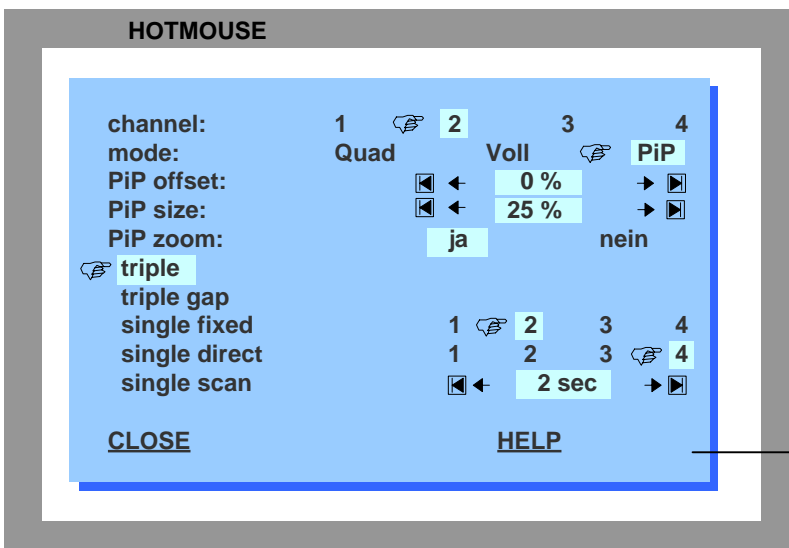 HOTMOUSE
channel: 1 2 3 4
mode: Quad Voll PiP
PiP offset: 0 %
PiP size: 25 %
PiP zoom: ja nein
triple
triple gap
single fixed 1 2 3 4
single direct 1 2 3 4
single scan 2 sec
CLOSE HELP